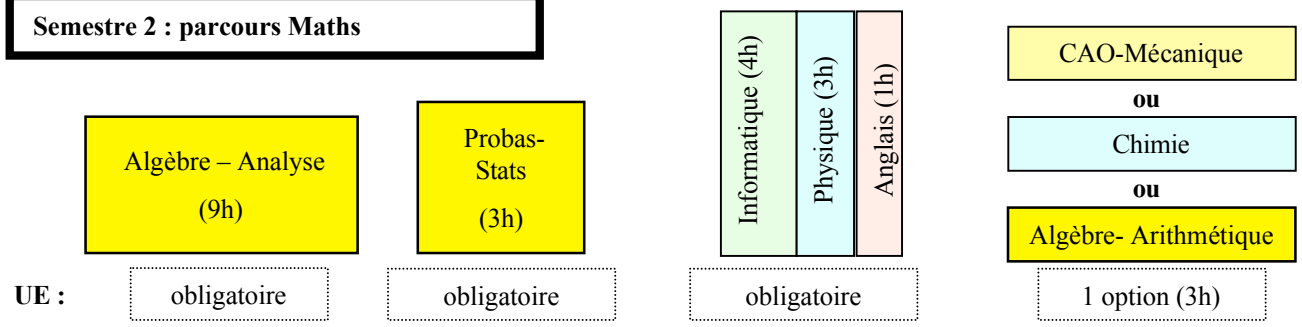 Semestre 2 : parcours Maths
Algèbre – Analyse
(9h)
Probas-
Stats
(3h)
Informatique (4h)
Physique (3h)
Anglais (1h)
CAO-Mécanique
ou
Chimie
ou
Algèbre- Arithmétique
UE :
obligatoire
obligatoire
obligatoire
1 option (3h)